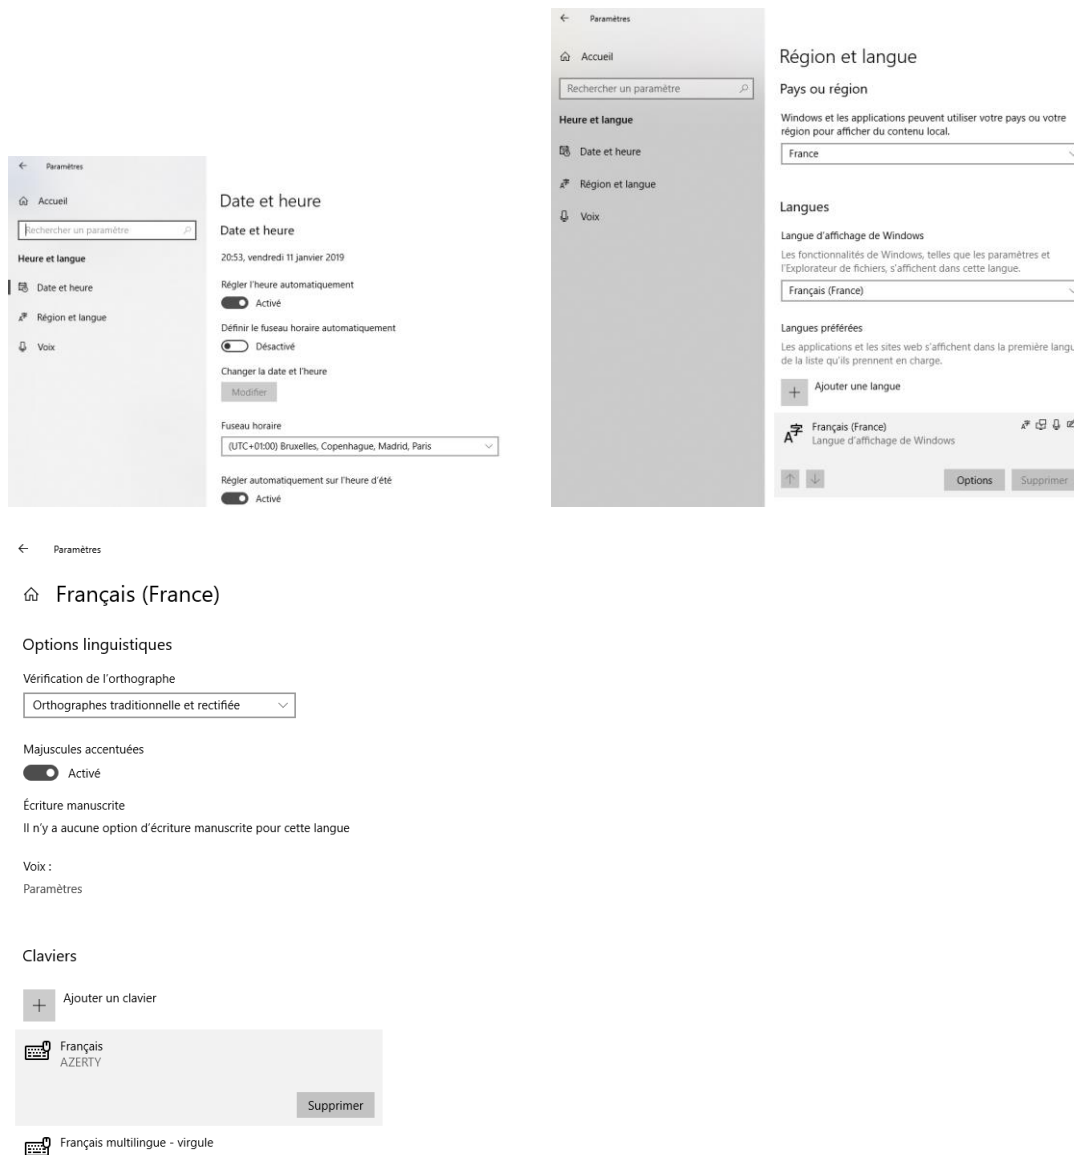 Paramètres
Accueil
Rechercher un paramètre
Heure et langue
Date et heure
Région et langue
Voix
Date et heure
Date et heure
20:53, vendredi 11 janvier 2019
Régler l'heure automatiquement
Activé
Définir le fuseau horaire automatiquement
Désactivé
Changer la date et l'heure
Modifier
Fuseau horaire
(UTC+01:00) Bruxelles, Copenhague, Madrid, Paris
Régler automatiquement sur l'heure d'été
Activé
Paramètres
Accueil
Rechercher un paramètre
Heure et langue
Date et heure
Région et langue
Voix
Région et langue
Pays ou région
Windows et les applications peuvent utiliser votre pays ou votre
région pour afficher du contenu local.
France
Langues
Langue d'affichage de Windows
Les fonctionnalités de Windows, telles que les paramètres et
l'Explorateur de fichiers, s'affichent dans cette langue.
Français (France)
Langues préférées
Les applications et les sites web s'affichent dans la première langu
de la liste qu'ils prennent en charge.
Ajouter une langue
Français (France)
Langue d'affichage de Windows
Options
Supprimer
Paramètres
Français (France)
Options linguistiques
Vérification de l'orthographe
Orthographes traditionnelle et rectifiée
Majuscules accentuées
Activé
Écriture manuscrite
Il n'y a aucune option d'écriture manuscrite pour cette langue
Voix :
Paramètres
Claviers
Ajouter un clavier
Français
AZERTY
Supprimer
Français multilingue - virgule